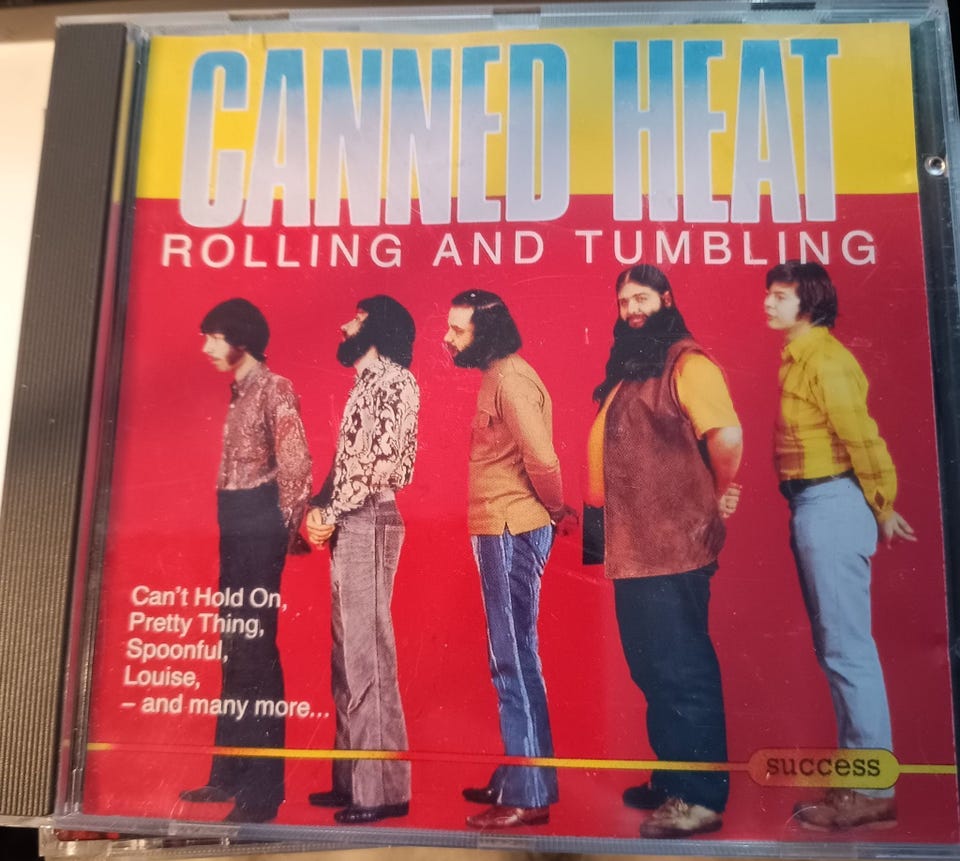 CANNED HEAT
ROLLING AND TUMBLING
Can't Hold On,
Pretty Thing,
Spoonful,
Louise,
– and many more...
success